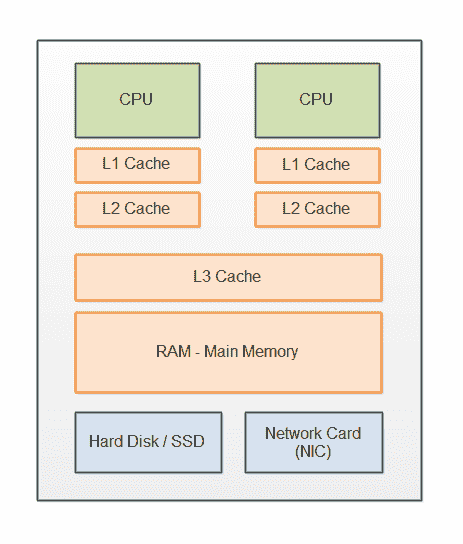 CPU
CPU
L1 Cache
L1 Cache
L2 Cache
L2 Cache
L3 Cache
RAM - Main Memory
Hard Disk / SSD
Network Card
(NIC)